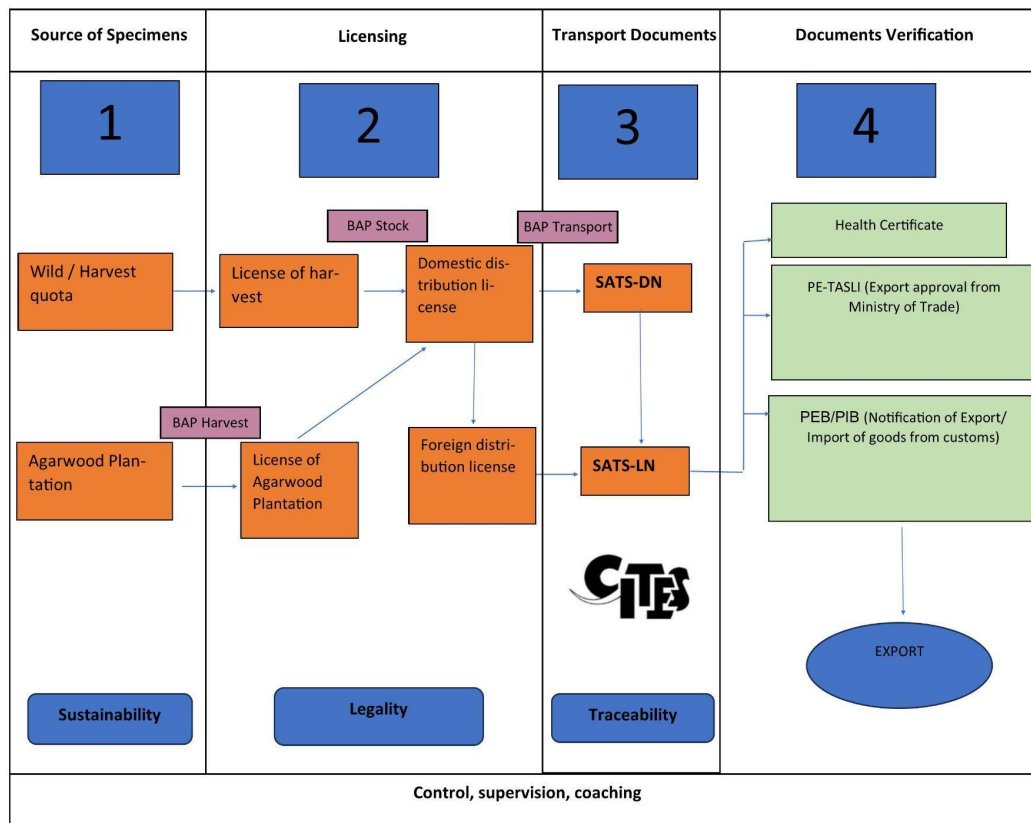 Source of Specimens
Licensing
Transport Documents
Documents Verification
1
2
3
4
BAP Stock
BAP Transport
Health Certificate
Wild / Harvest
quota
License of har-
vest
Domestic dis-
tribution li-
cense
SATS-DN
PE-TASLI (Export approval from
Ministry of Trade)
BAP Harvest
Agarwood Plan-
tation
License of
Agarwood
Plantation
Foreign distri-
bution license
SATS-LN
PEB/PIB (Notification of Export/
Import of goods from customs)
CITES
EXPORT
Sustainability
Legality
Traceability
Control, supervision, coaching